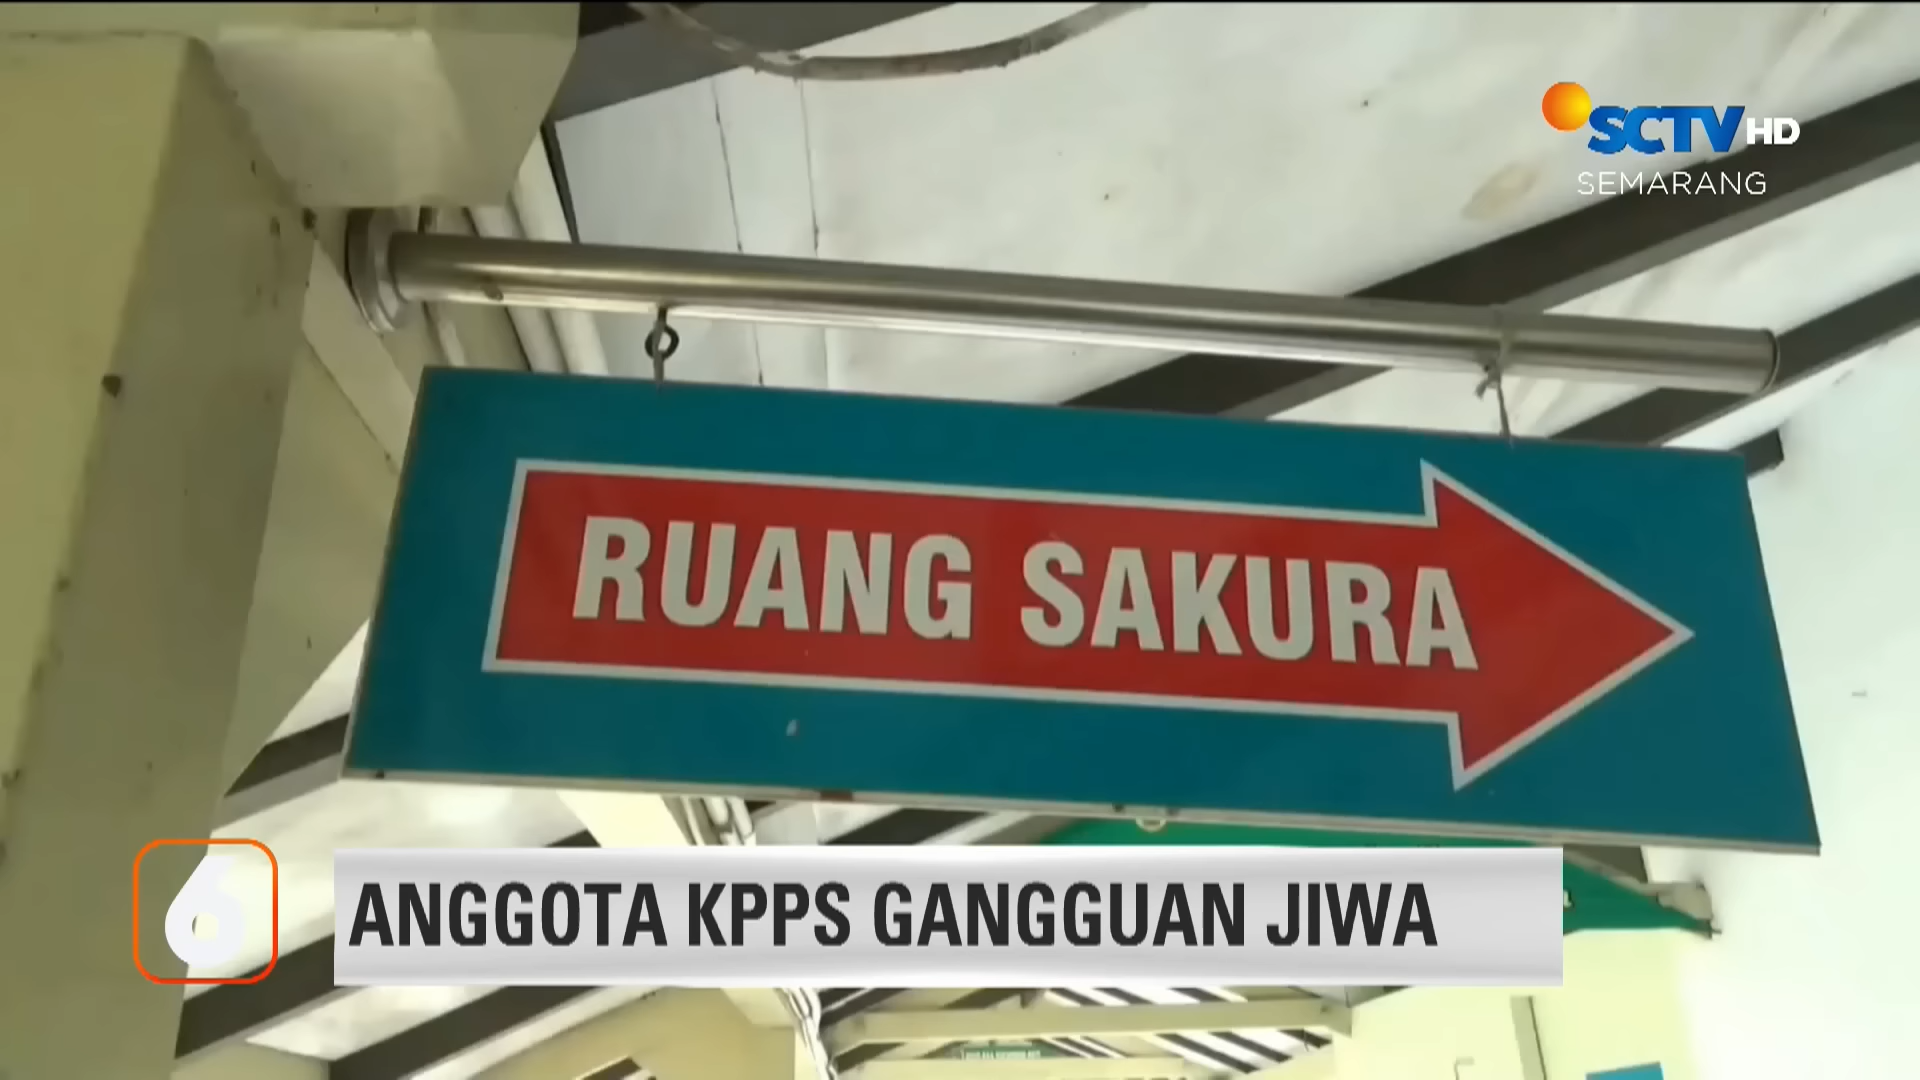 SCTV HD
SEMARANG
RUANG SAKURA
6
ANGGOTA KPPS GANGGUAN JIWA